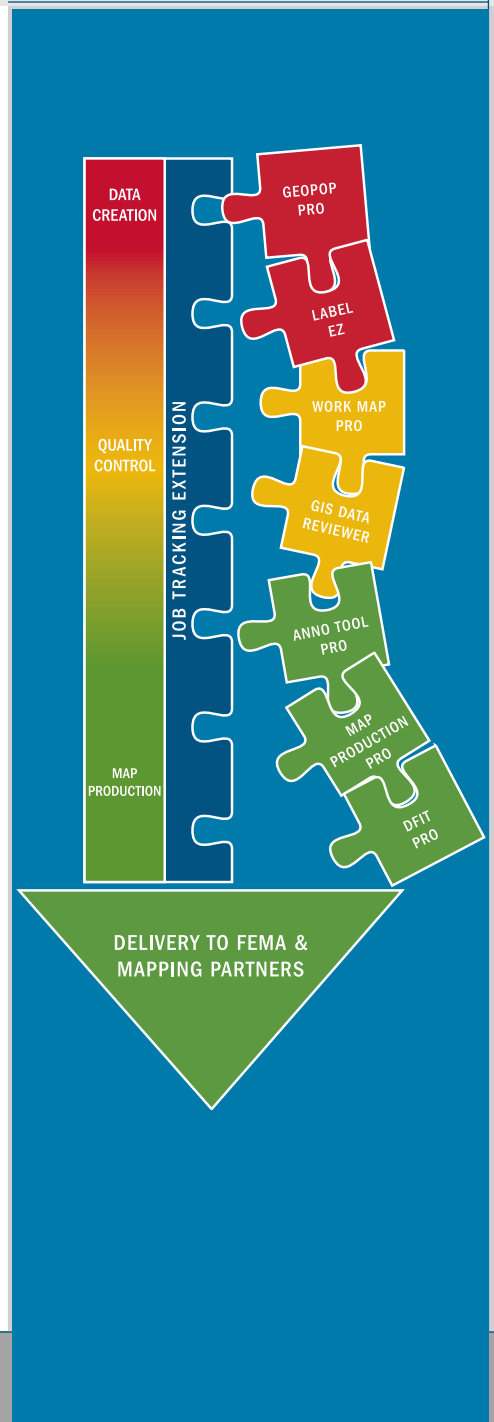 DATA
CREATION
QUALITY
CONTROL
MAP
PRODUCTION
JOB TRACKING EXTENSION
GEOPOP
PRO
LABEL
EZ
WORK MAP
PRO
GIS DATA
REVIEWER
ANNO TOOL
PRO
MAP
PRODUCTION
PRO
DFIT
PRO
DELIVERY TO FEMA &
MAPPING PARTNERS